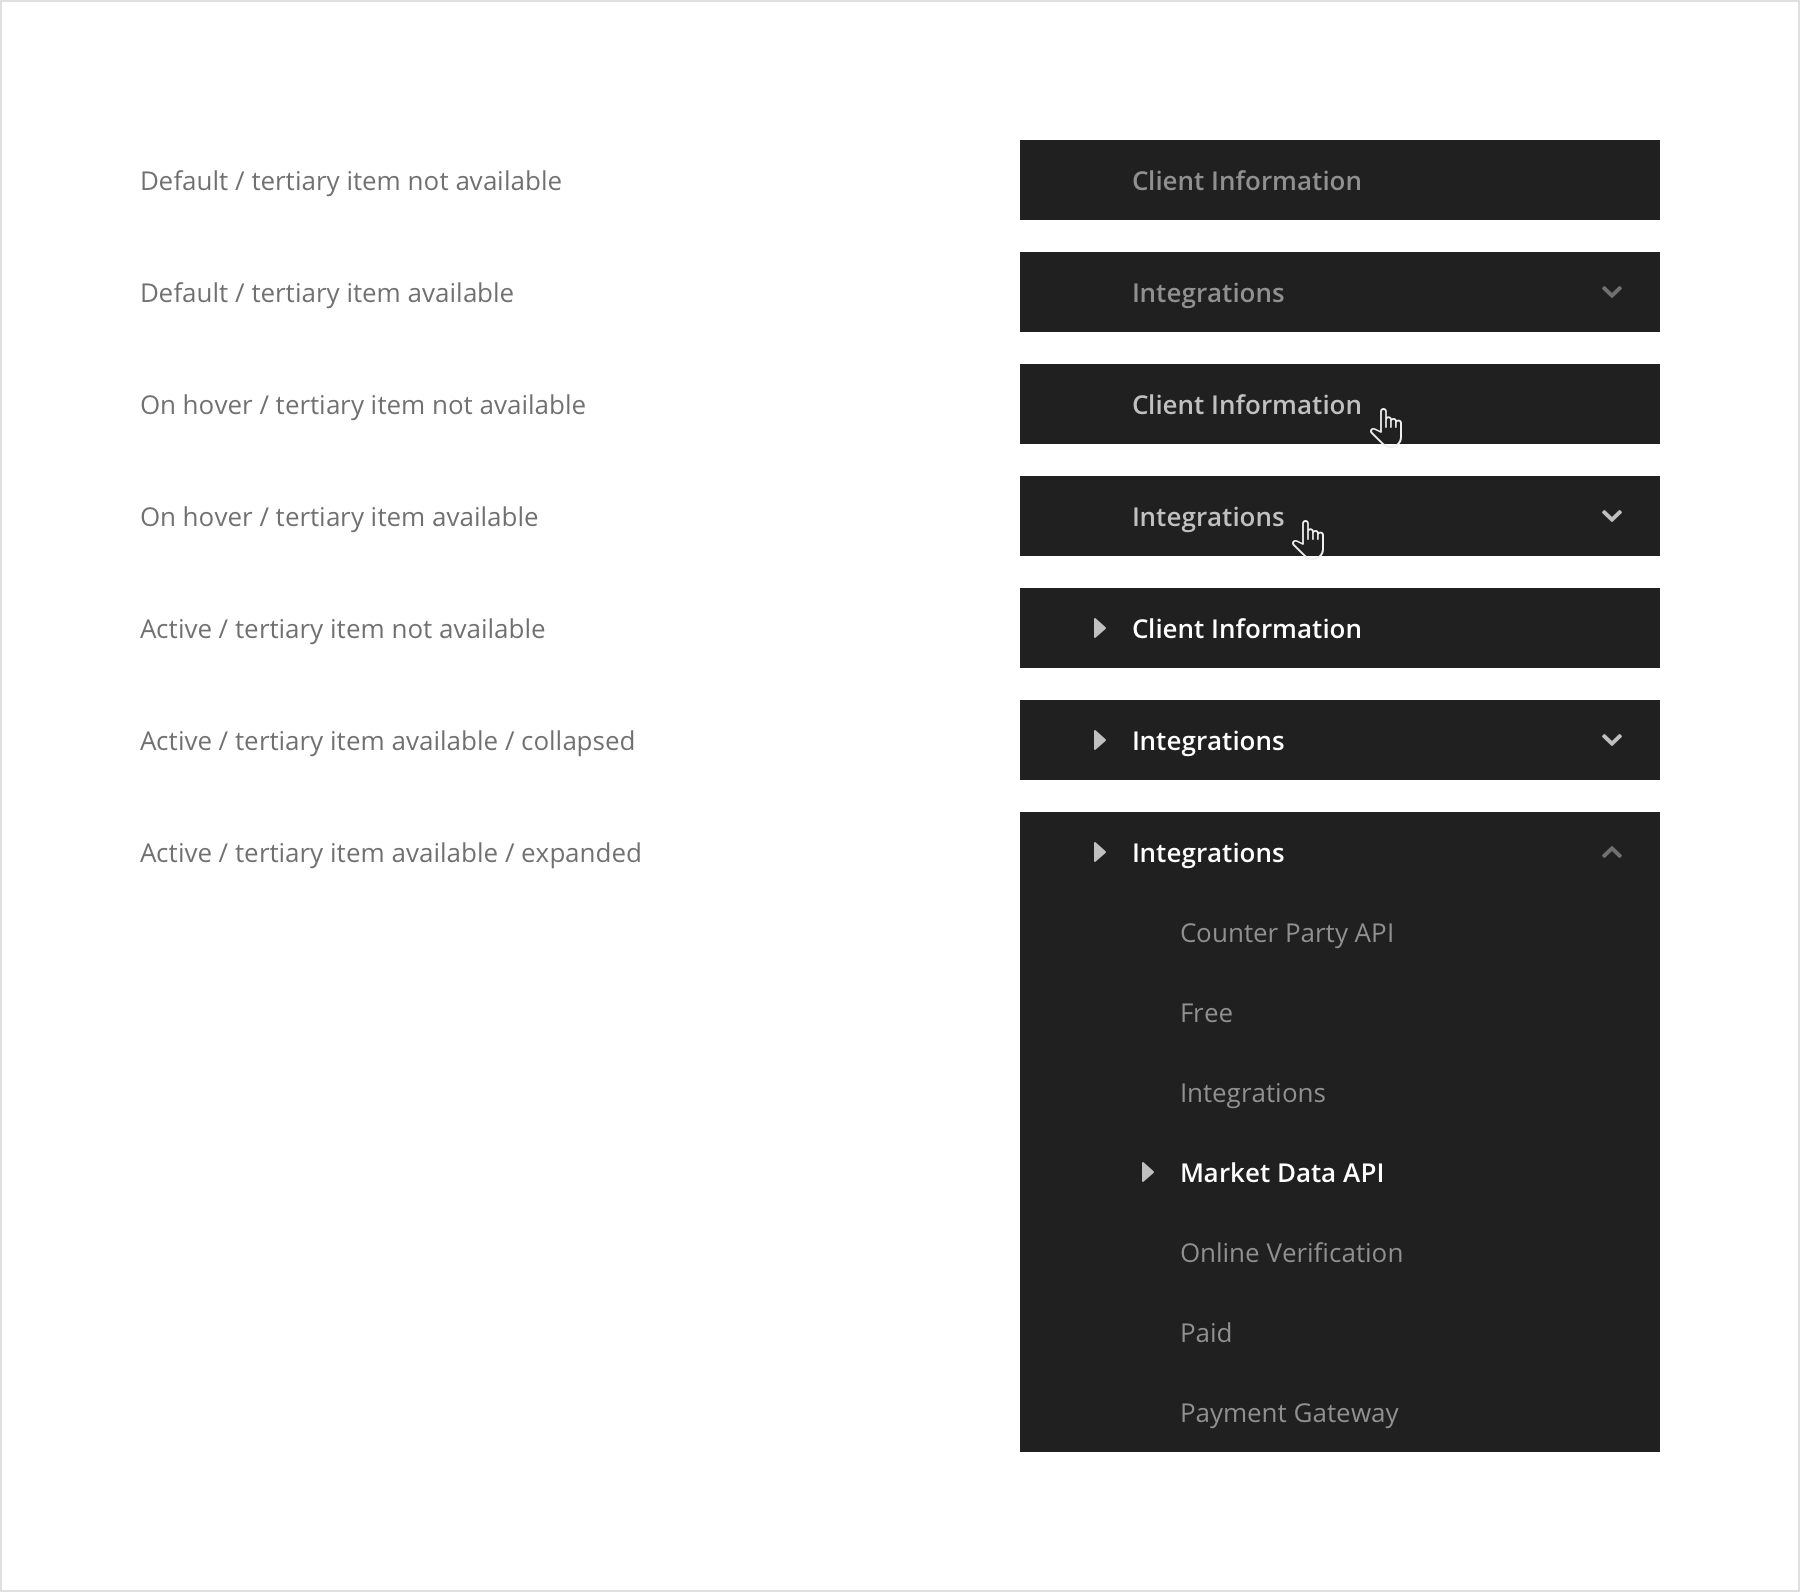 Default / tertiary item not available
Client Information
Default / tertiary item available
Integrations
On hover / tertiary item not available
Client Information
On hover / tertiary item available
Integrations
Active / tertiary item not available
Client Information
Active / tertiary item available / collapsed
Integrations
Active / tertiary item available / expanded
Integrations
Counter Party API
Free
Integrations
Market Data API
Online Verification
Paid
Payment Gateway